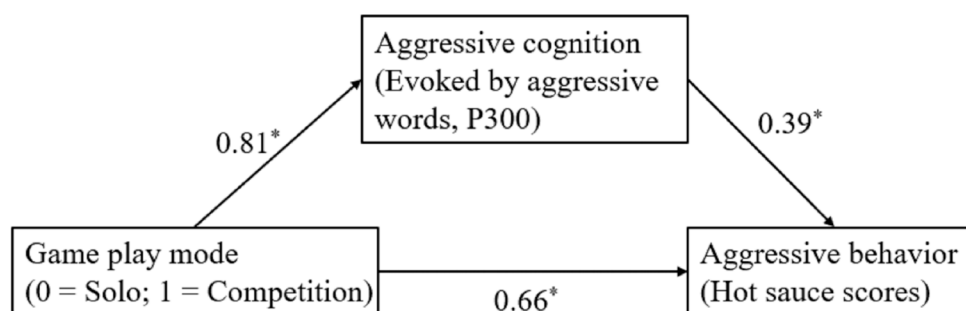 Aggressive cognition
(Evoked by aggressive
words, P300)
0.81*
0.39*
Game play mode
(0 = Solo; 1 = Competition)
0.66*
Aggressive behavior
(Hot sauce scores)